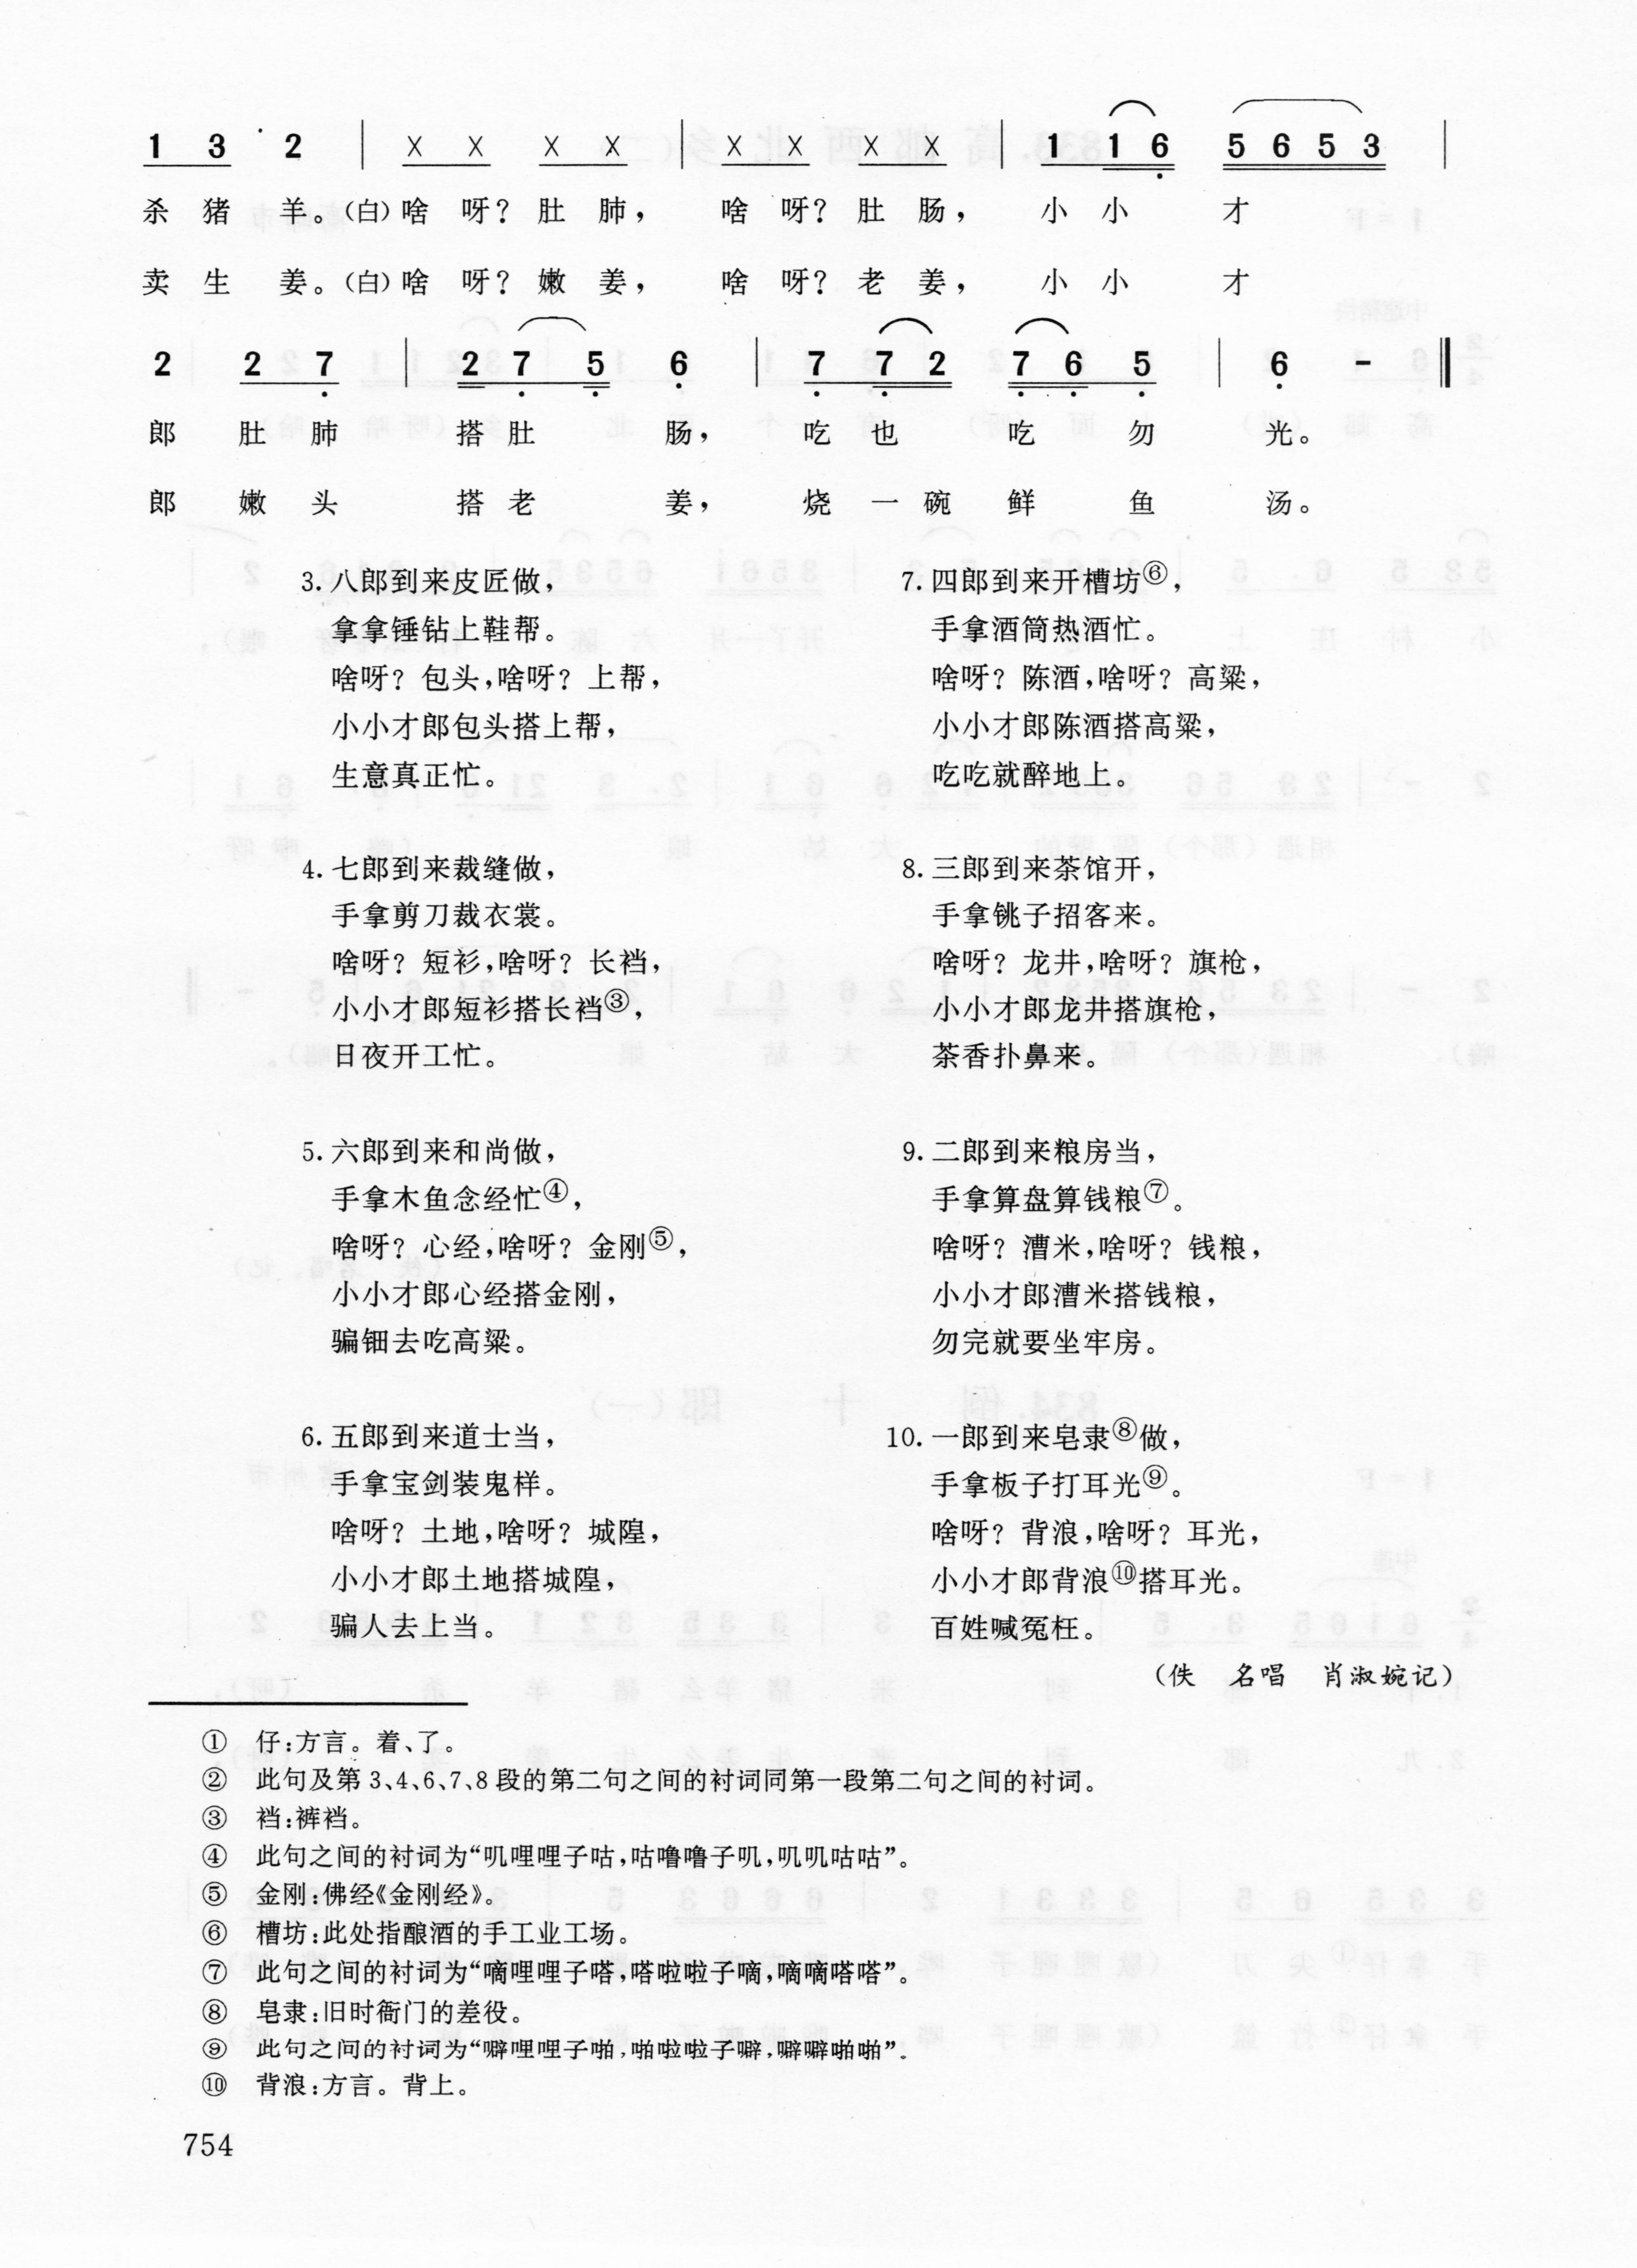 1 3 2 | X X X X | X X X X | 1 1 6 5 6 5 3 |
杀 猪 羊。(白)啥 呀? 肚 肺, 啥 呀? 肚 肠, 小 小 才
卖 生 姜。(白)啥 呀? 嫩 姜, 啥 呀? 老 姜, 小 小 才
2 2 7 | 2 7 5 6 | 7 7 2 7 6 5 | 6 - ‖
郎 肚 肺 搭 肚 肠, 吃 也 吃 勿 光。
郎 嫩 头 搭 老 姜, 烧 一 碗 鲜 鱼 汤。
3. 八郎到来皮匠做,
拿拿锤钻上鞋帮。
啥呀? 包头,啥呀? 上帮,
小小才郎包头搭上帮,
生意真正忙。
4. 七郎到来裁缝做,
手拿剪刀裁衣裳。
啥呀? 短衫,啥呀? 长裆,
小小才郎短衫搭长裆③,
日夜开工忙。
5. 六郎到来和尚做,
手拿木鱼念经忙④,
啥呀? 心经,啥呀? 金刚⑤,
小小才郎心经搭金刚,
骗钿去吃高粱。
6. 五郎到来道士当,
手拿宝剑装鬼样。
啥呀? 土地,啥呀? 城隍,
小小才郎土地搭城隍,
骗人去上当。
7. 四郎到来开槽坊⑥,
手拿酒筒热酒忙。
啥呀? 陈酒,啥呀? 高粱,
小小才郎陈酒搭高粱,
吃吃就醉地上。
8. 三郎到来茶馆开,
手拿铫子招客来。
啥呀? 龙井,啥呀? 旗枪,
小小才郎龙井搭旗枪,
茶香扑鼻来。
9. 二郎到来粮房当,
手拿算盘算钱粮⑦。
啥呀? 漕米,啥呀? 钱粮,
小小才郎漕米搭钱粮,
勿完就要坐牢房。
10. 一郎到来皂隶⑧做,
手拿板子打耳光⑨。
啥呀? 背浪,啥呀? 耳光,
小小才郎背浪⑩搭耳光。
百姓喊冤枉。
(佚 名唱 肖淑婉记)
① 仔:方言。着、了。
② 此句及第3、4、6、7、8段的第二句之间的衬词同第一段第二句之间的衬词。
③ 裆:裤裆。
④ 此句之间的衬词为“叽哩哩子咕,咕噜噜子叽,叽叽咕咕”。
⑤ 金刚:佛经《金刚经》。
⑥ 槽坊:此处指酿酒的手工业工场。
⑦ 此句之间的衬词为“嘀哩哩子嗒,嗒啦啦子嘀,嘀嘀嗒嗒”。
⑧ 皂隶:旧时衙门的差役。
⑨ 此句之间的衬词为“噼哩哩子啪,啪啦啦子噼,噼噼啪啪”。
⑩ 背浪:方言。背上。
754